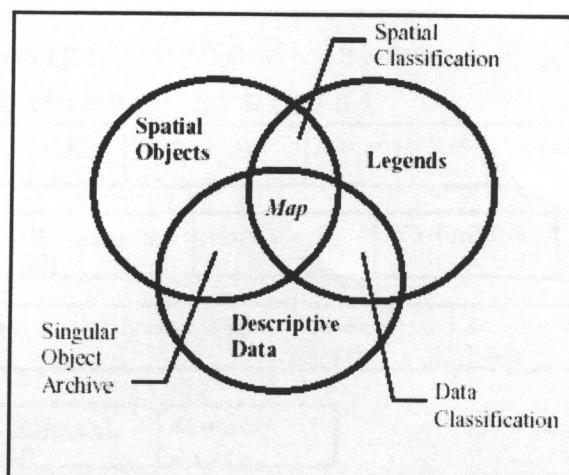 Spatial
Classification
Spatial
Objects
Legends
Map
Singular
Object
Archive
Descriptive
Data
Data
Classification